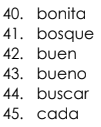 40. bonita
41. bosque
42. buen
43. bueno
44. buscar
45. cada